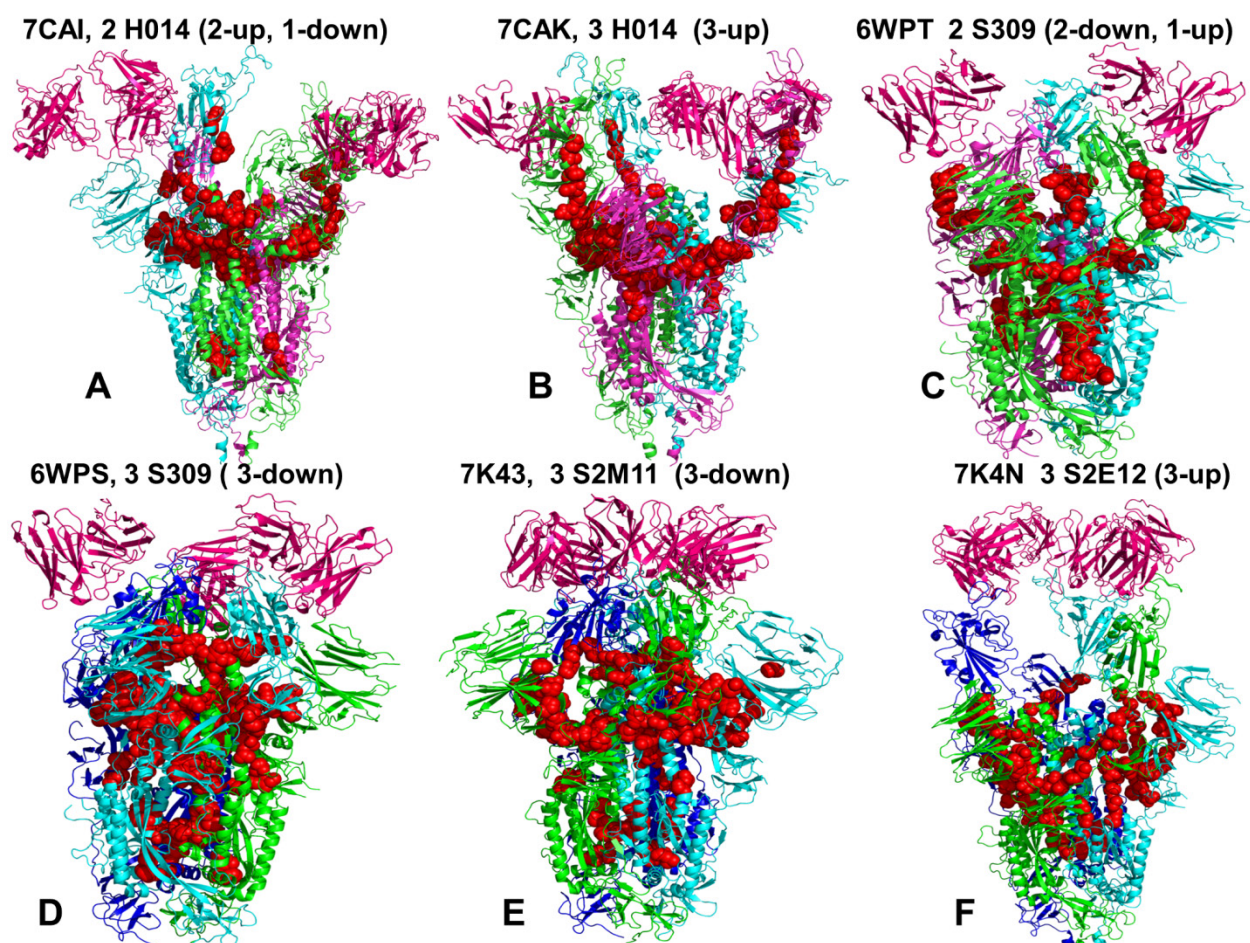 7CAI, 2 H014 (2-up, 1-down)
7CAK, 3 H014 (3-up)
6WPT 2 S309 (2-down, 1-up)
A
B
C
6WPS, 3 S309 ( 3-down)
7K43, 3 S2M11 (3-down)
7K4N 3 S2E12 (3-up)
D
E
F